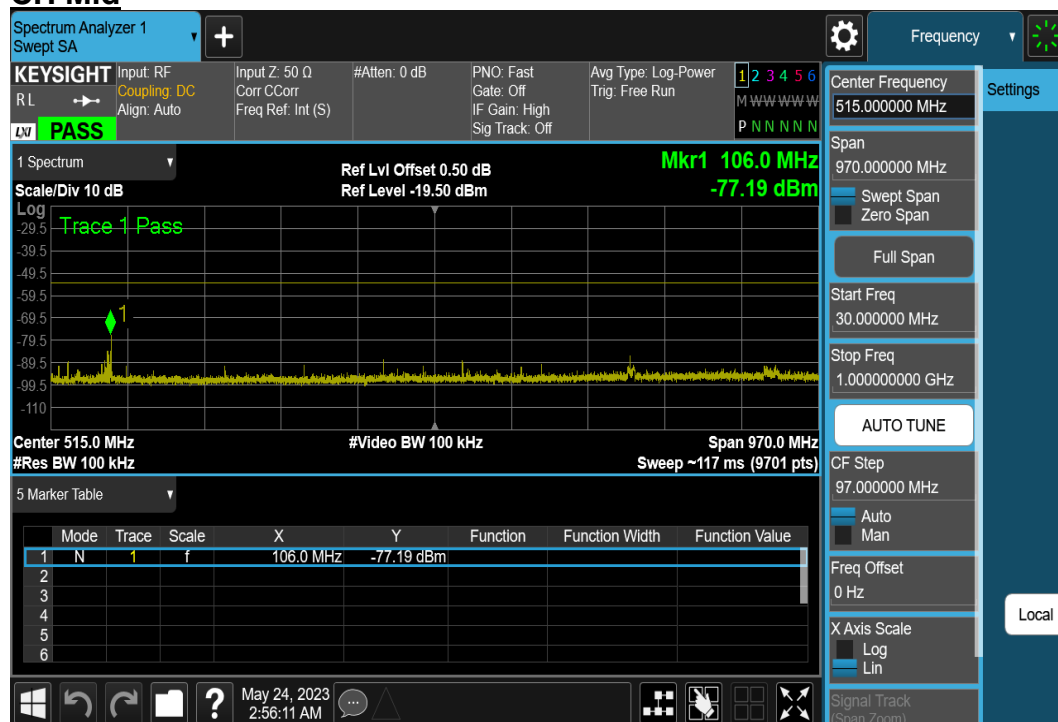 CH Mid
Spectrum Analyzer 1
Swept SA
Frequency
KEYSIGHT
RL
LXI PASS
Input: RF
Coupling: DC
Align: Auto
Input Z: 50 Ω
Corr CCorr
Freq Ref: Int (S)
#Atten: 0 dB
PNO: Fast
Gate: Off
IF Gain: High
Sig Track: Off
Avg Type: Log-Power
Trig: Free Run
1 2 3 4 5 6
M W W W W W
P N N N N N
1 Spectrum
Scale/Div 10 dB
Ref Lvl Offset 0.50 dB
Ref Level -19.50 dBm
Mkr1 106.0 MHz
-77.19 dBm
Log
Trace 1 Pass
-29.5
-39.5
-49.5
-59.5
-69.5
-79.5
-89.5
-99.5
-110
1
Center 515.0 MHz
#Video BW 100 kHz
Span 970.0 MHz
#Res BW 100 kHz
Sweep ~117 ms (9701 pts)
5 Marker Table
Mode Trace Scale X Y Function Function Width Function Value
1 N 1 f 106.0 MHz -77.19 dBm
2
3
4
5
6
Center Frequency
515.000000 MHz
Settings
Span
970.000000 MHz
Swept Span
Zero Span
Full Span
Start Freq
30.000000 MHz
Stop Freq
1.000000000 GHz
AUTO TUNE
CF Step
97.000000 MHz
Auto
Man
Freq Offset
0 Hz
Local
X Axis Scale
Log
Lin
Signal Track
(Span Zoom)
?
May 24, 2023
2:56:11 AM